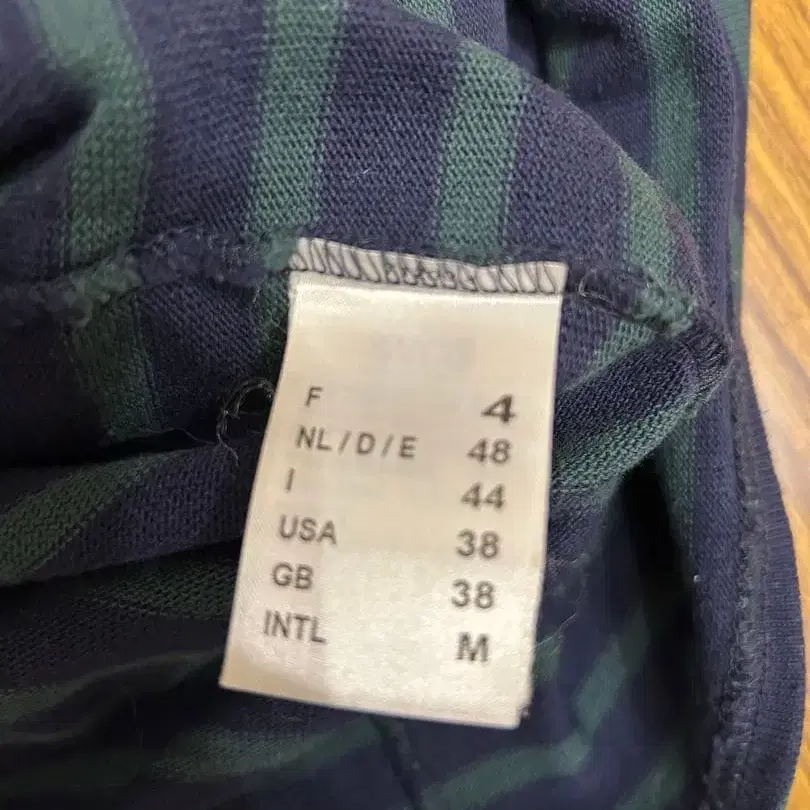 F 4
NL/D/E 48
I 44
USA 38
GB 38
INTL M